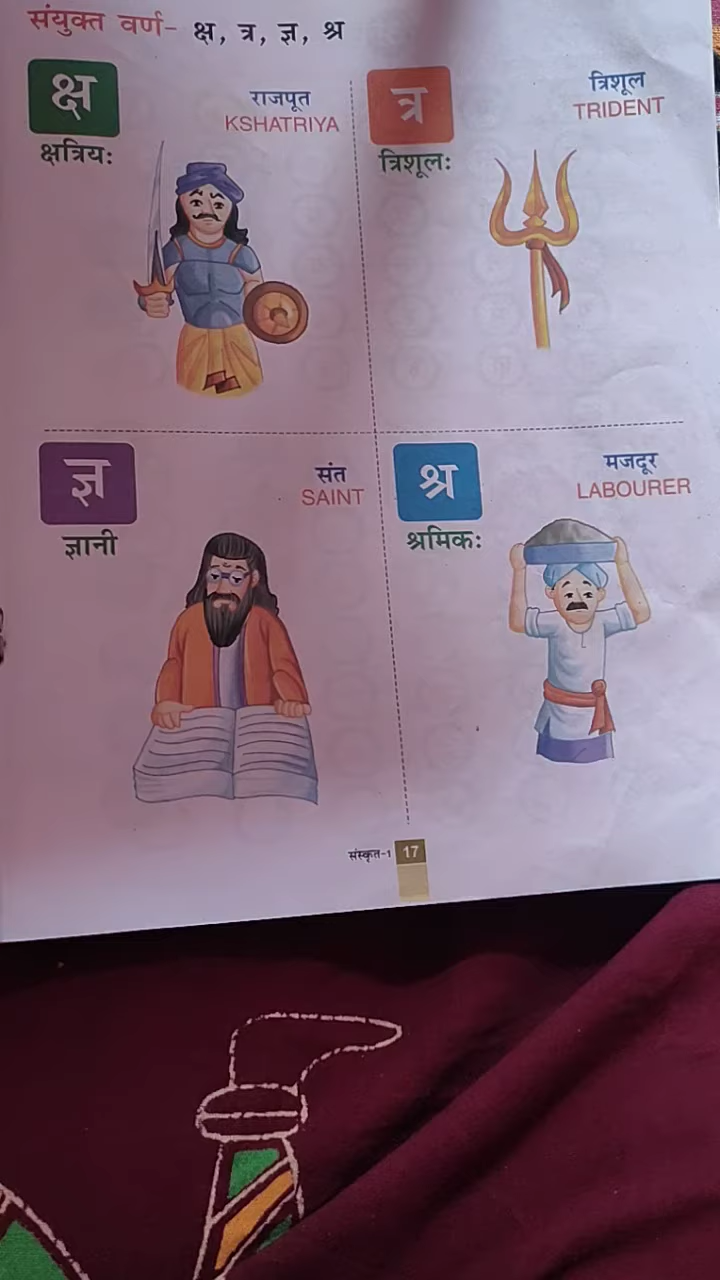 संयुक्त वर्ण- क्ष, त्र, ज्ञ, श्र
क्ष
राजपूत
KSHATRIYA
क्षत्रियः
त्र
त्रिशूल
TRIDENT
त्रिशूलः
ज्ञ
संत
SAINT
ज्ञानी
श्र
मजदूर
LABOURER
श्रमिकः
संस्कृत-1 17